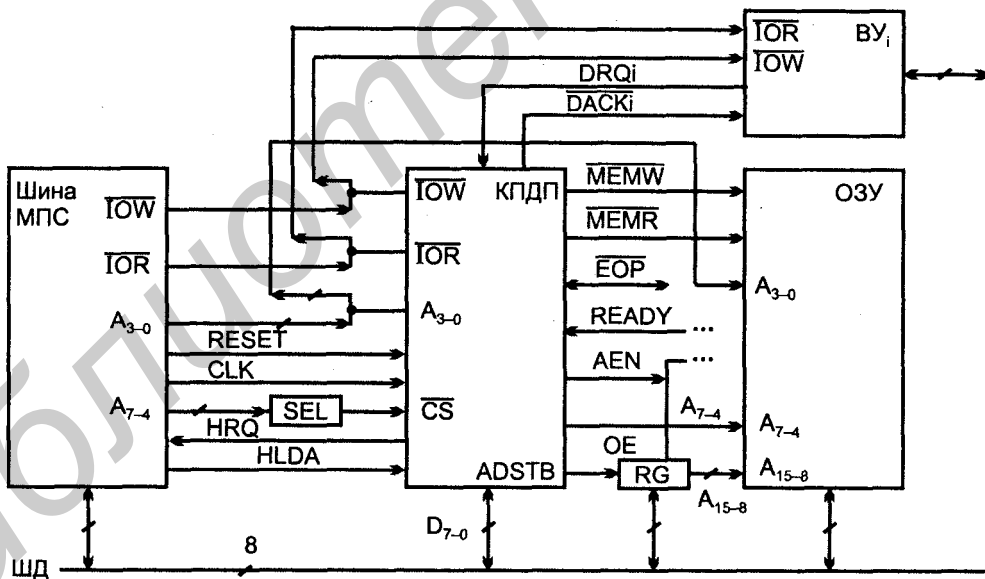 IOR
ВУi
IOW
DRQi
DACKi
Шина
МПС
IOW
IOR
A3–0
RESET
CLK
A7–4
SEL
HRQ
HLDA
IOW
КПДП
IOR
A3–0
CS
ADSTB
MEMW
MEMR
EOP
READY
...
AEN
...
A7–4
OE
RG
A15–8
ОЗУ
A3–0
A7–4
A15–8
D7–0
8
ШД